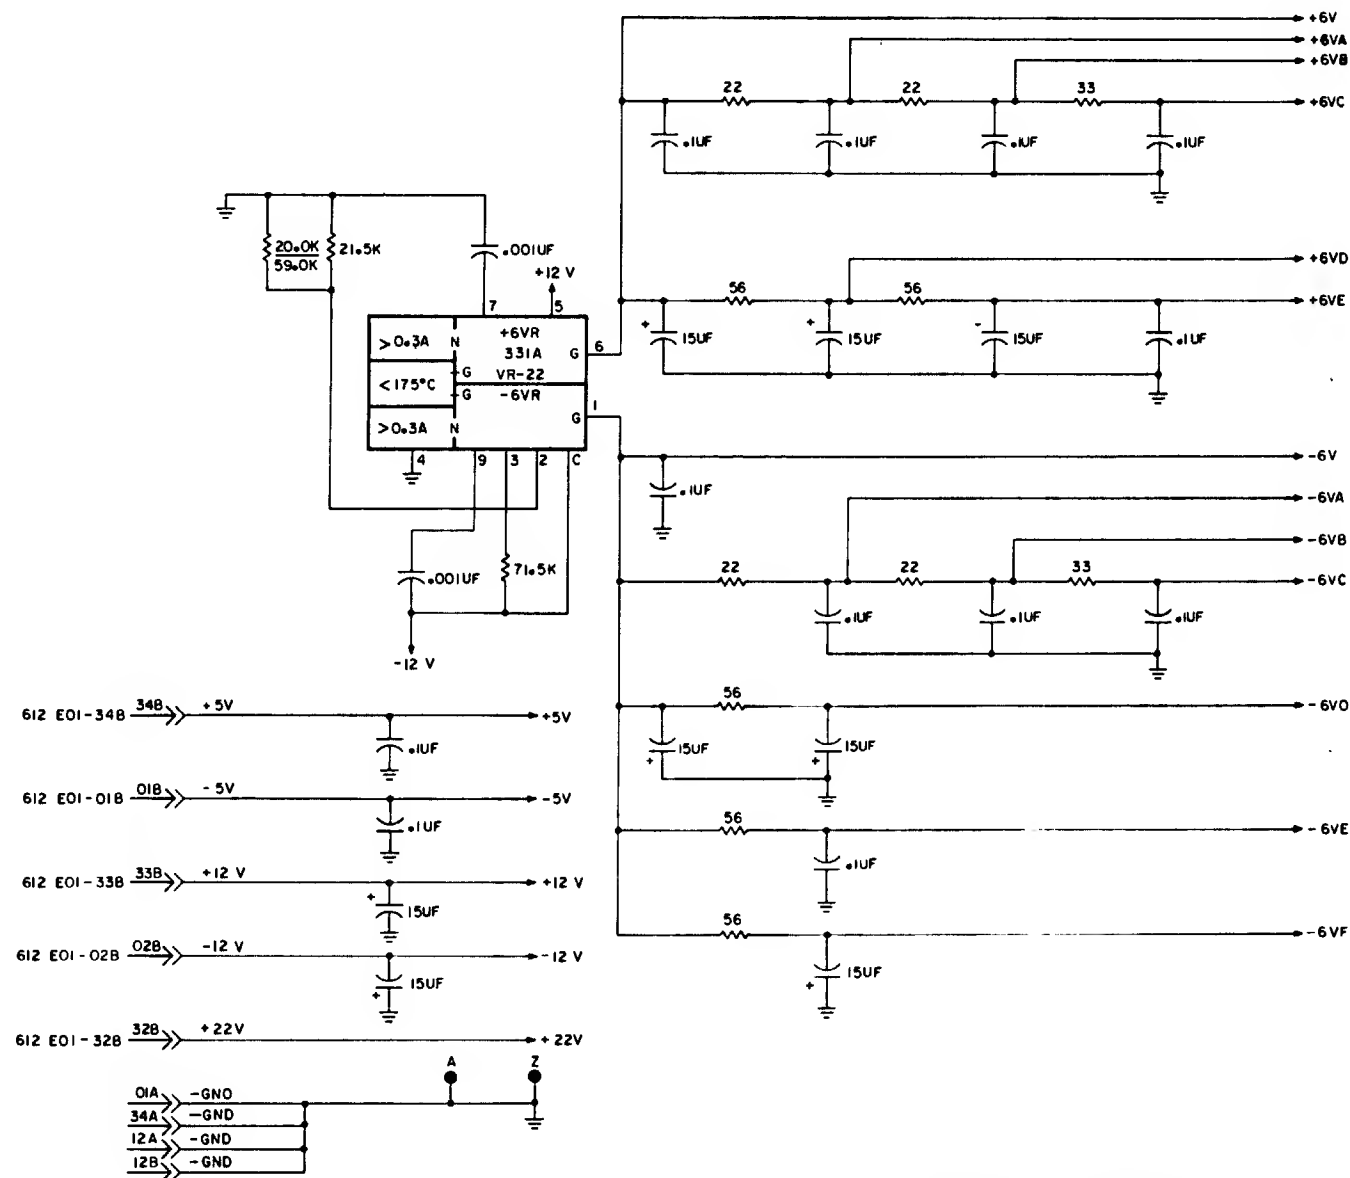 +6V
+6VA
+6VB
22 22 33
+6VC
.1UF .1UF .1UF .1UF
20.0K
59.0K
21.5K
.001UF
+12 V
+6VD
56 56
+6VE
+ 15UF + 15UF - 15UF .1UF
7 5
>0.3A N +6VR
331A G 6
<175°C G VR-22
G -6VR
G 1
>0.3A N
4 9 3 2 C
-6V
.1UF
-6VA
-6VB
22 22 33
-6VC
.1UF .1UF .1UF
.001UF 71.5K
-12 V
56
-6VO
15UF + 15UF +
56
-6VE
.1UF
56
-6VF
15UF +
612 E01-34B 34B +5V +5V
.1UF
612 E01-01B 01B -5V -5V
.1UF
612 E01-33B 33B +12 V +12 V
+ 15UF
612 E01-02B 02B -12 V -12 V
+ 15UF
612 E01-32B 32B +22V +22V
A Z
01A -GNO
34A -GND
12A -GND
12B -GND